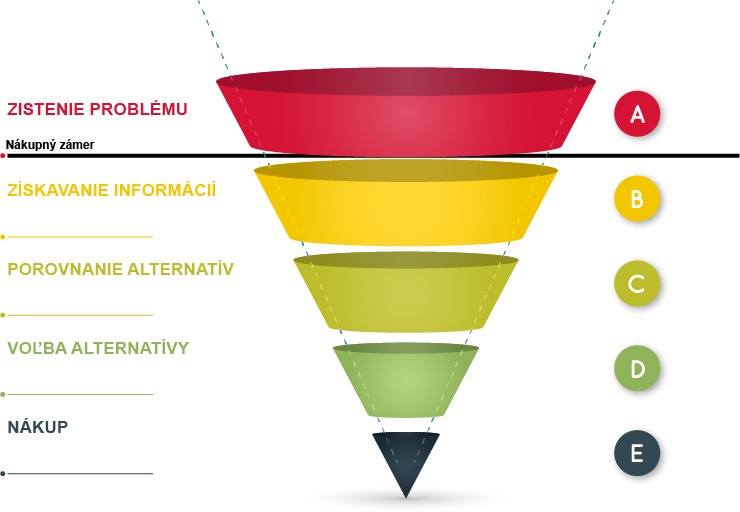 ZISTENIE PROBLÉMU
A
Nákupný zámer
ZÍSKAVANIE INFORMÁCIÍ
B
POROVNANIE ALTERNATÍV
C
VOĽBA ALTERNATÍVY
D
NÁKUP
E